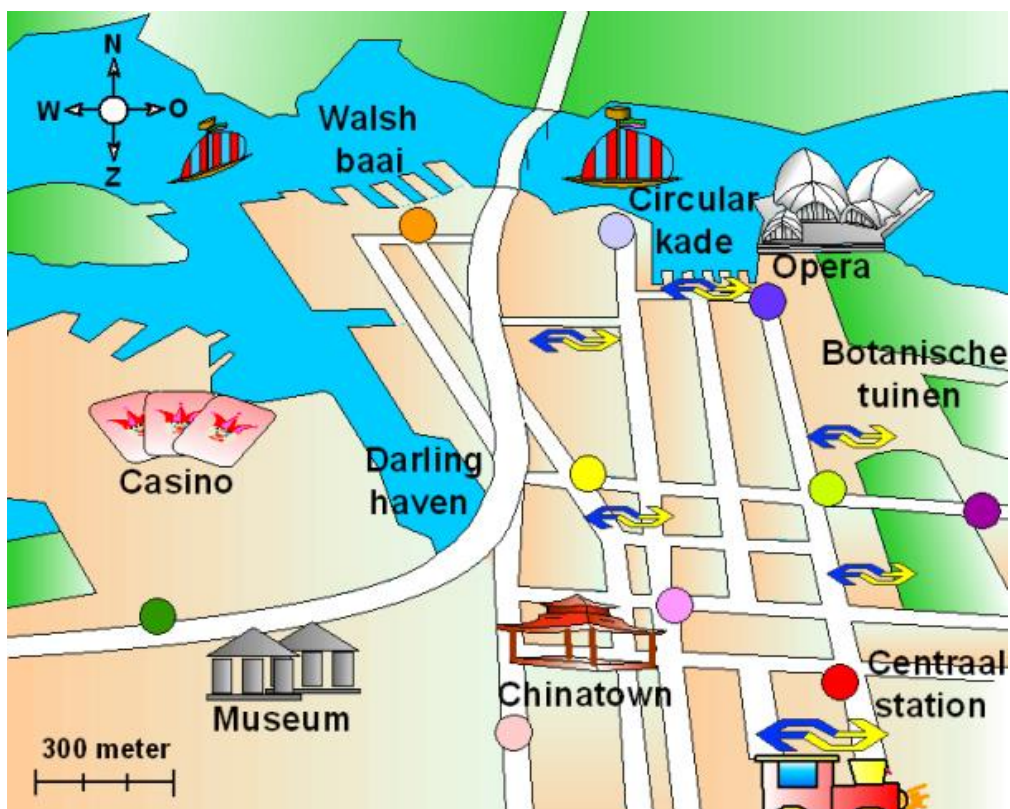 N
W O
Z
Walsh
baai
Circular
kade
Opera
Botanische
tuinen
Casino
Darling
haven
Chinatown
Centraal
station
Museum
300 meter